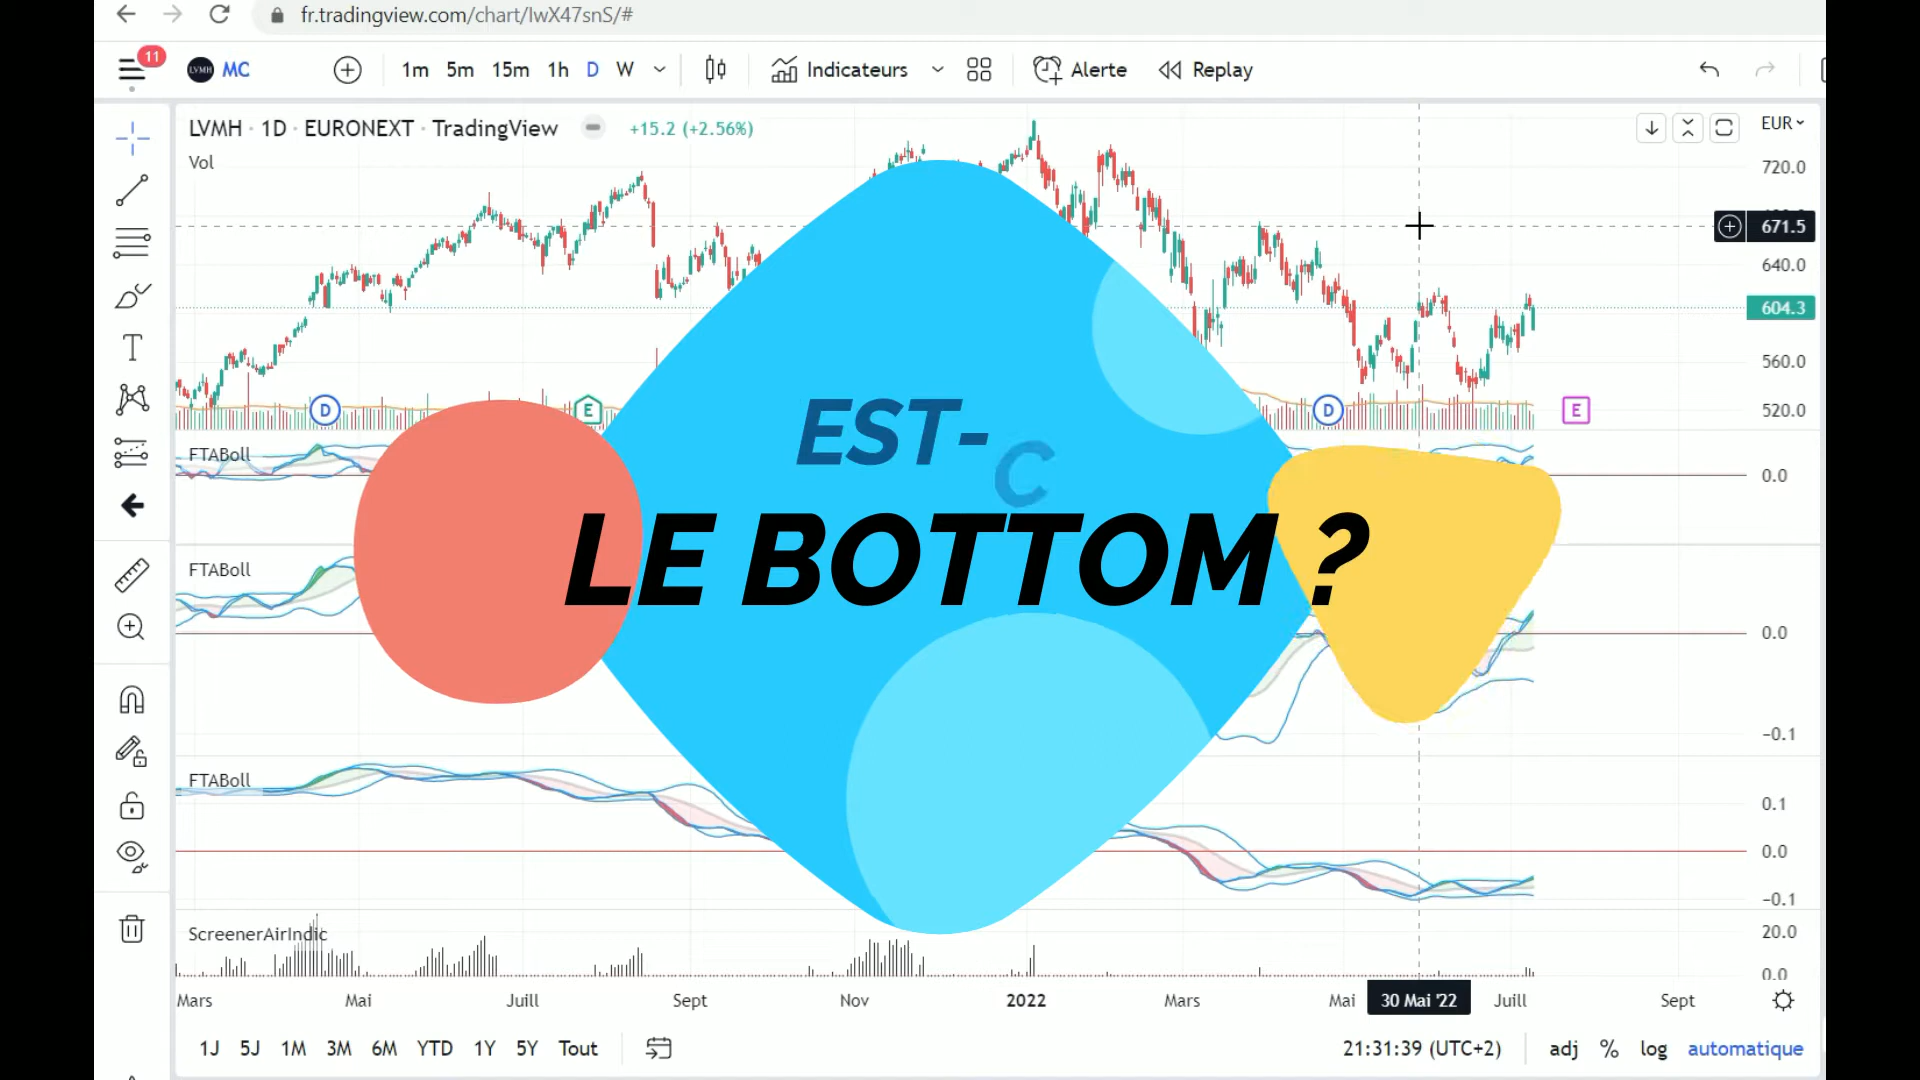 fr.tradingview.com/chart/IwX47snS/#
11
LVMH MC 1m 5m 15m 1h D W Indicateurs Alerte Replay
LVMH · 1D · EURONEXT · TradingView +15.2 (+2.56%)
EUR
Vol
720.0
671.5
640.0
604.3
560.0
D E D E 520.0
EST-
C
LE BOTTOM ?
FTABoll
0.0
FTABoll
0.0
−0.1
FTABoll
0.1
0.0
−0.1
ScreenerAirIndic
20.0
0.0
Mars Mai Juill Sept Nov 2022 Mars Mai 30 Mai '22 Juill Sept
1J 5J 1M 3M 6M YTD 1Y 5Y Tout 21:31:39 (UTC+2) adj % log automatique